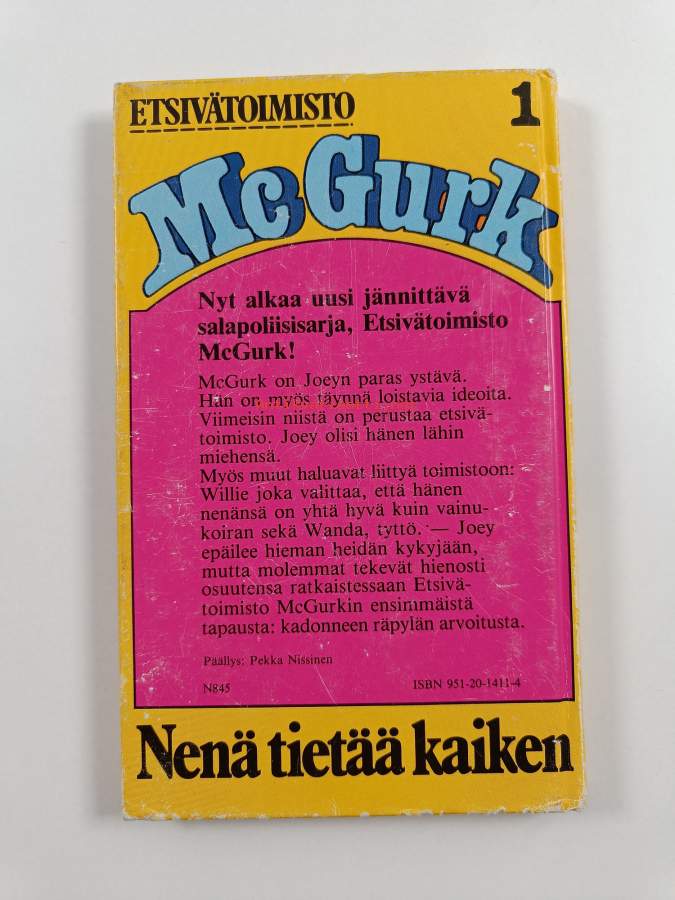 ETSIVÄTOIMISTO 1
McGurk
Nyt alkaa uusi jännittävä
salapoliisisarja, Etsivätoimisto
McGurk!
McGurk on Joeyn paras ystävä.
Hän on myös täynnä loistavia ideoita.
Viimeisin niistä on perustaa etsivä-
toimisto. Joey olisi hänen lähin
miehensä.
Myös muut haluavat liittyä toimistoon:
Willie joka valittaa, että hänen
nenänsä on yhtä hyvä kuin vainu-
koiran sekä Wanda, tyttö. — Joey
epäilee hieman heidän kykyjään,
mutta molemmat tekevät hienosti
osuutensa ratkaistessaan Etsivä-
toimisto McGurkin ensimmäistä
tapausta: kadonneen räpylän arvoitusta.
Päällys: Pekka Nissinen
N845 ISBN 951-20-1411-4
Nenä tietää kaiken